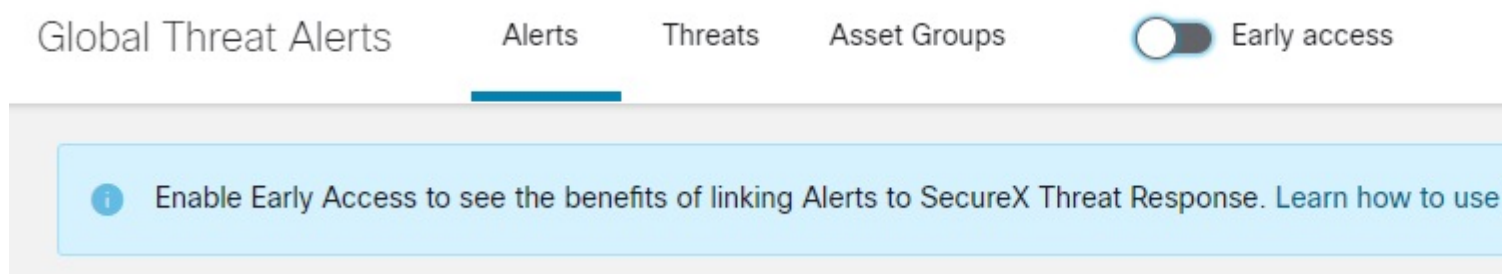 Global Threat Alerts Alerts Threats Asset Groups Early access
Enable Early Access to see the benefits of linking Alerts to SecureX Threat Response. Learn how to use